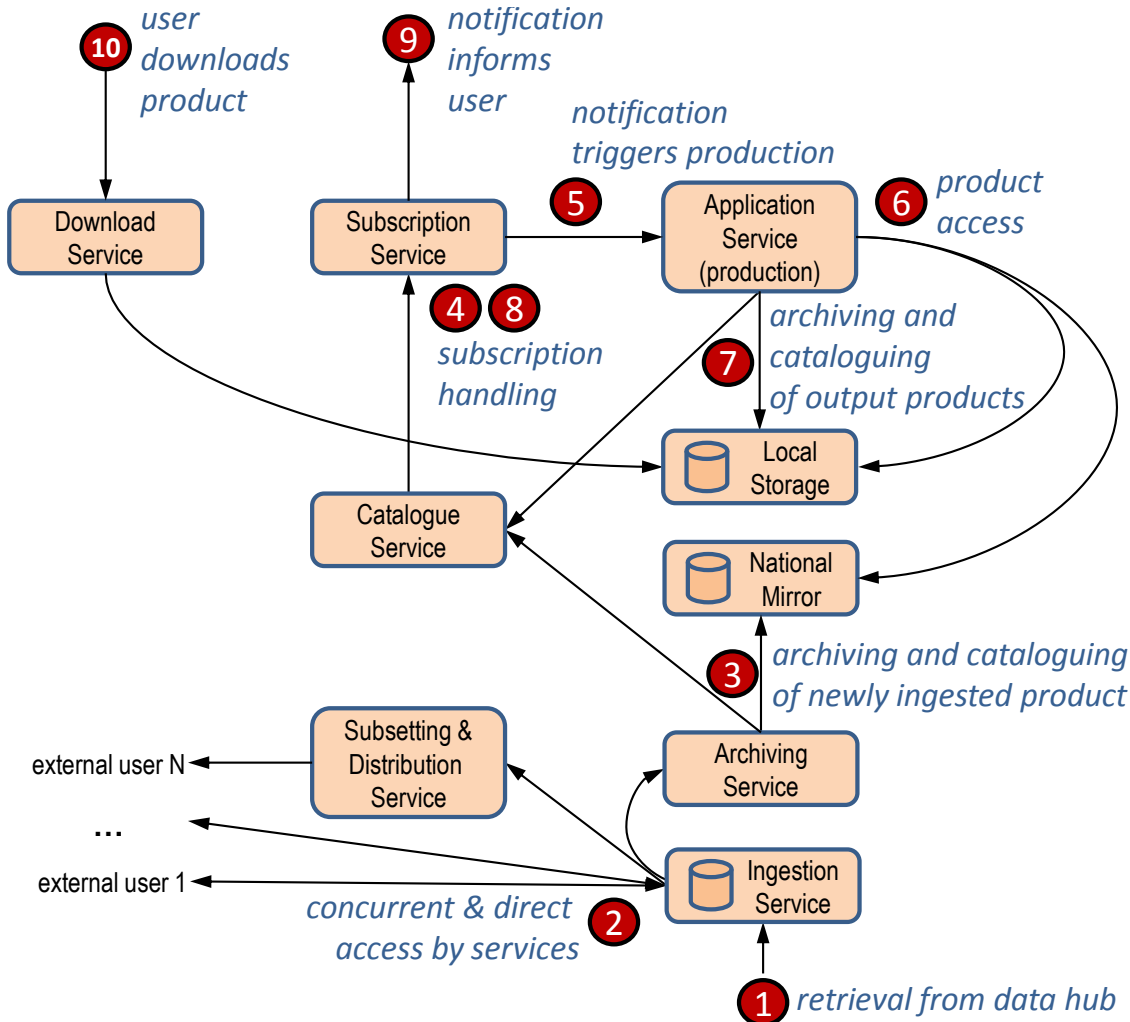 10
user
downloads
product
9
notification
informs
user
notification
triggers production
5
6
product
access
Download
Service
Subscription
Service
Application
Service
(production)
4
8
subscription
handling
7
archiving and
cataloguing
of output products
Local
Storage
Catalogue
Service
National
Mirror
3
archiving and cataloguing
of newly ingested product
Subsetting &
Distribution
Service
Archiving
Service
external user N
...
external user 1
Ingestion
Service
concurrent & direct
access by services
2
1
retrieval from data hub